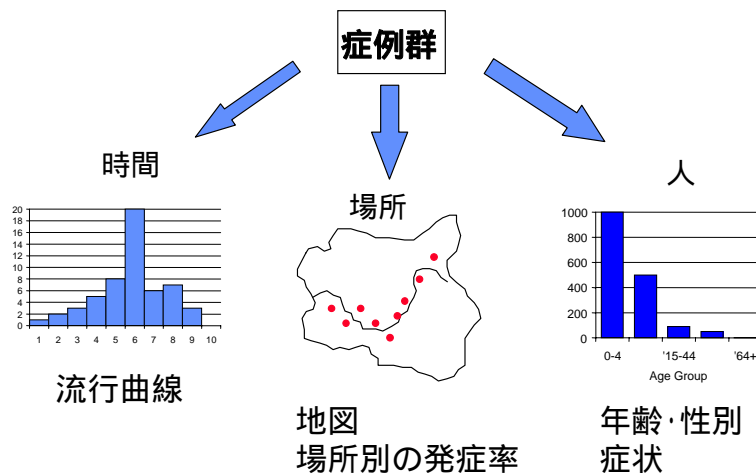 症例群
時間
場所
人
20
18
16
14
12
10
8
6
4
2
0
1 2 3 4 5 6 7 8 9 10
流行曲線
地図
場所別の発症率
1000
800
600
400
200
0
0-4 '15-44 '64+
Age Group
年齢・性別
症状